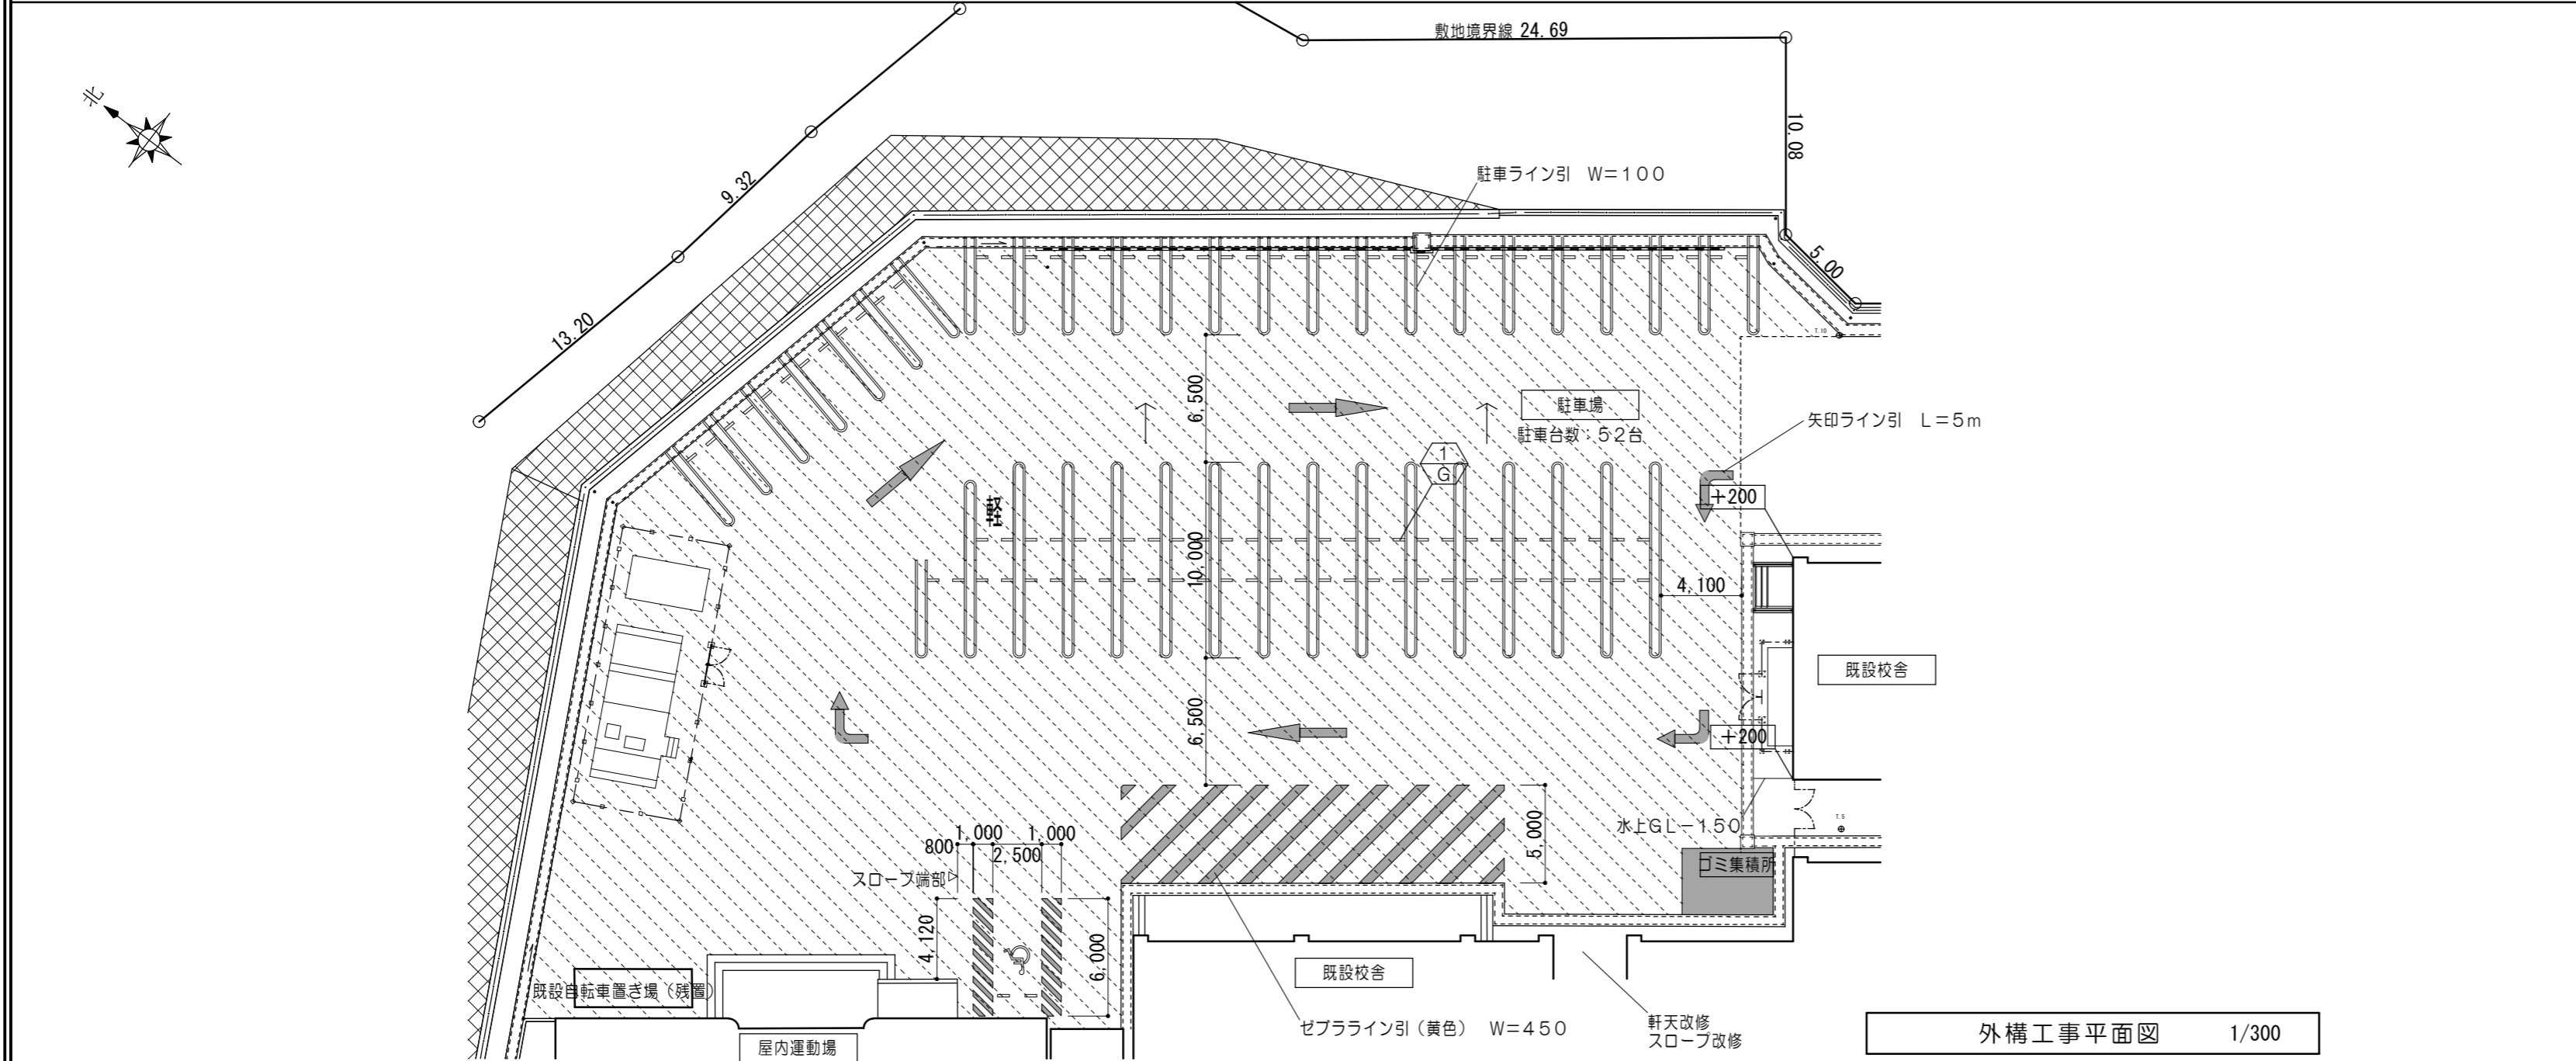 敷地境界線 24.69
北
10.08
9.32
駐車ライン引 W=100
5.00
13.20
T.10
6,500
駐車場
駐車台数：52台
矢印ライン引 L=5m
1
G
+200
軽
10,000
4,100
既設校舎
6,500
+200
水上GL-150
T.5
1,000
1,000
800
2,500
5,000
スロープ端部
ゴミ集積所
4,120
6,000
既設校舎
既設自転車置き場（残置）
ゼブラライン引（黄色） W=450
軒天改修
スロープ改修
屋内運動場
外構工事平面図 1/300